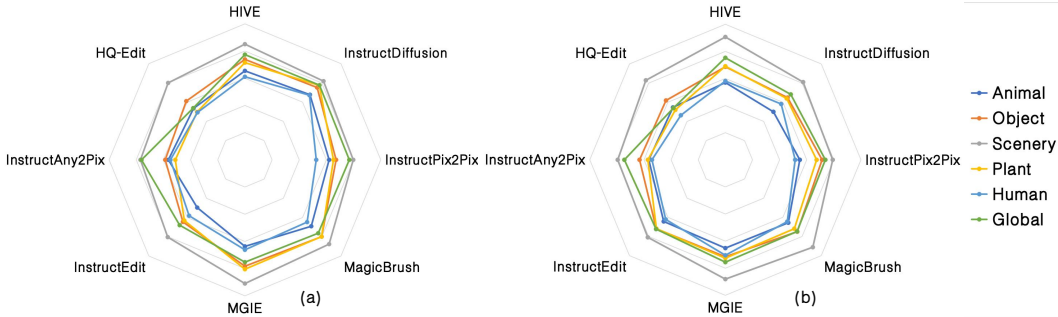 HIVE
HQ-Edit
InstructDiffusion
InstructAny2Pix
InstructPix2Pix
InstructEdit
MagicBrush
MGIE
(a)
HIVE
HQ-Edit
InstructDiffusion
InstructAny2Pix
InstructPix2Pix
InstructEdit
MagicBrush
MGIE
(b)
Animal
Object
Scenery
Plant
Human
Global